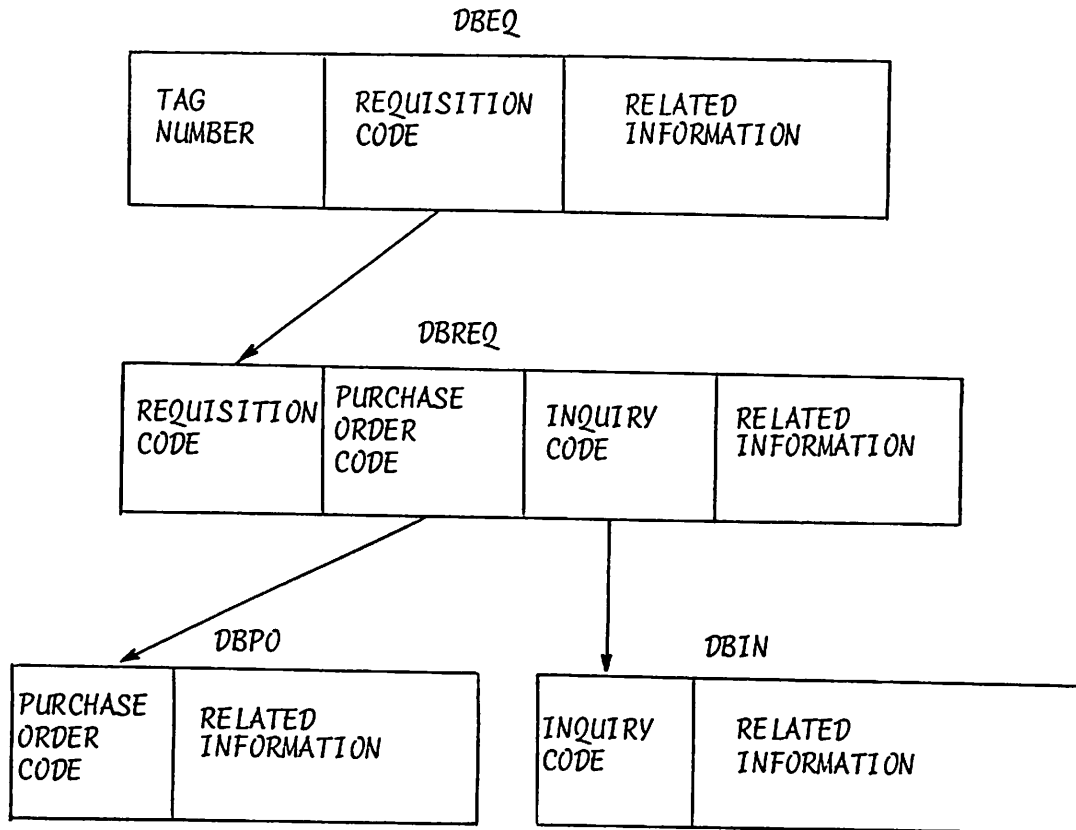 DBEQ
TAG
NUMBER
REQUISITION
CODE
RELATED
INFORMATION
DBREQ
REQUISITION
CODE
PURCHASE
ORDER
CODE
INQUIRY
CODE
RELATED
INFORMATION
DBPO
PURCHASE
ORDER
CODE
RELATED
INFORMATION
DBIN
INQUIRY
CODE
RELATED
INFORMATION